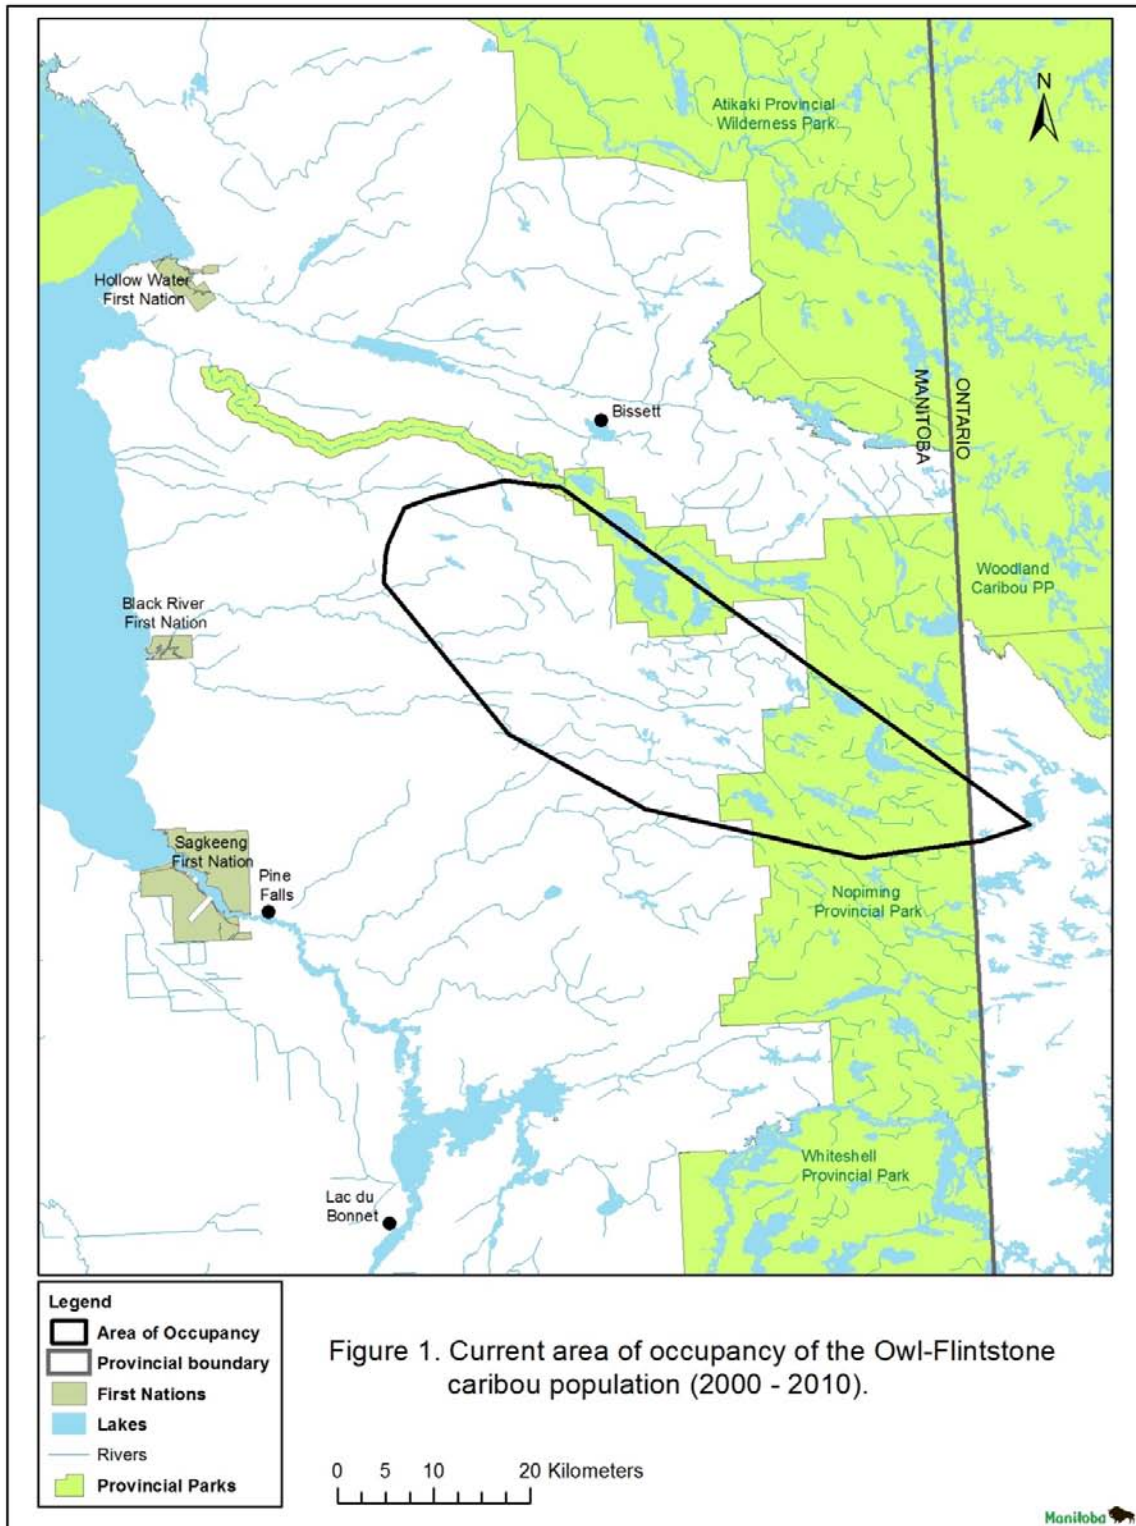 N
Atikaki Provincial
Wilderness Park
Hollow Water
First Nation
MANITOBA
ONTARIO
Bissett
Woodland
Caribou PP
Black River
First Nation
Sagkeeng
First Nation
Pine
Falls
Nopiming
Provincial Park
Whiteshell
Provincial Park
Lac du
Bonnet
Legend
Area of Occupancy
Provincial boundary
First Nations
Lakes
Rivers
Provincial Parks
Figure 1. Current area of occupancy of the Owl-Flintstone
caribou population (2000 - 2010).
0 5 10 20 Kilometers
Manitoba